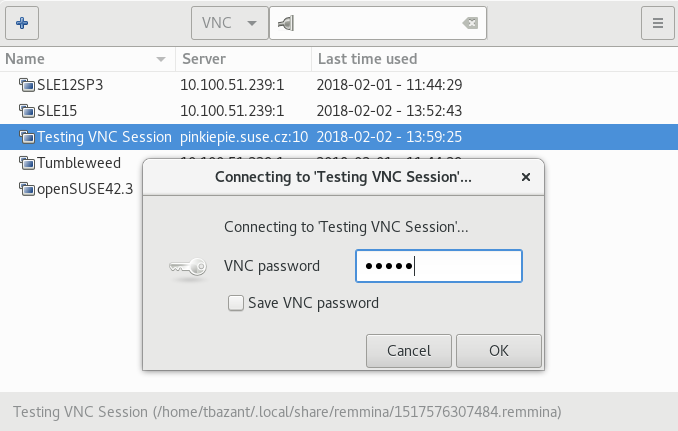 VNC
Name Server Last time used
SLE12SP3 10.100.51.239:1 2018-02-01 - 11:44:29
SLE15 10.100.51.239:1 2018-02-02 - 13:52:43
Testing VNC Session pinkiepie.suse.cz:10 2018-02-02 - 13:59:25
Tumbleweed
openSUSE42.3
Connecting to 'Testing VNC Session'...
Connecting to 'Testing VNC Session'...
VNC password •••••
Save VNC password
Cancel OK
Testing VNC Session (/home/tbazant/.local/share/remmina/1517576307484.remmina)